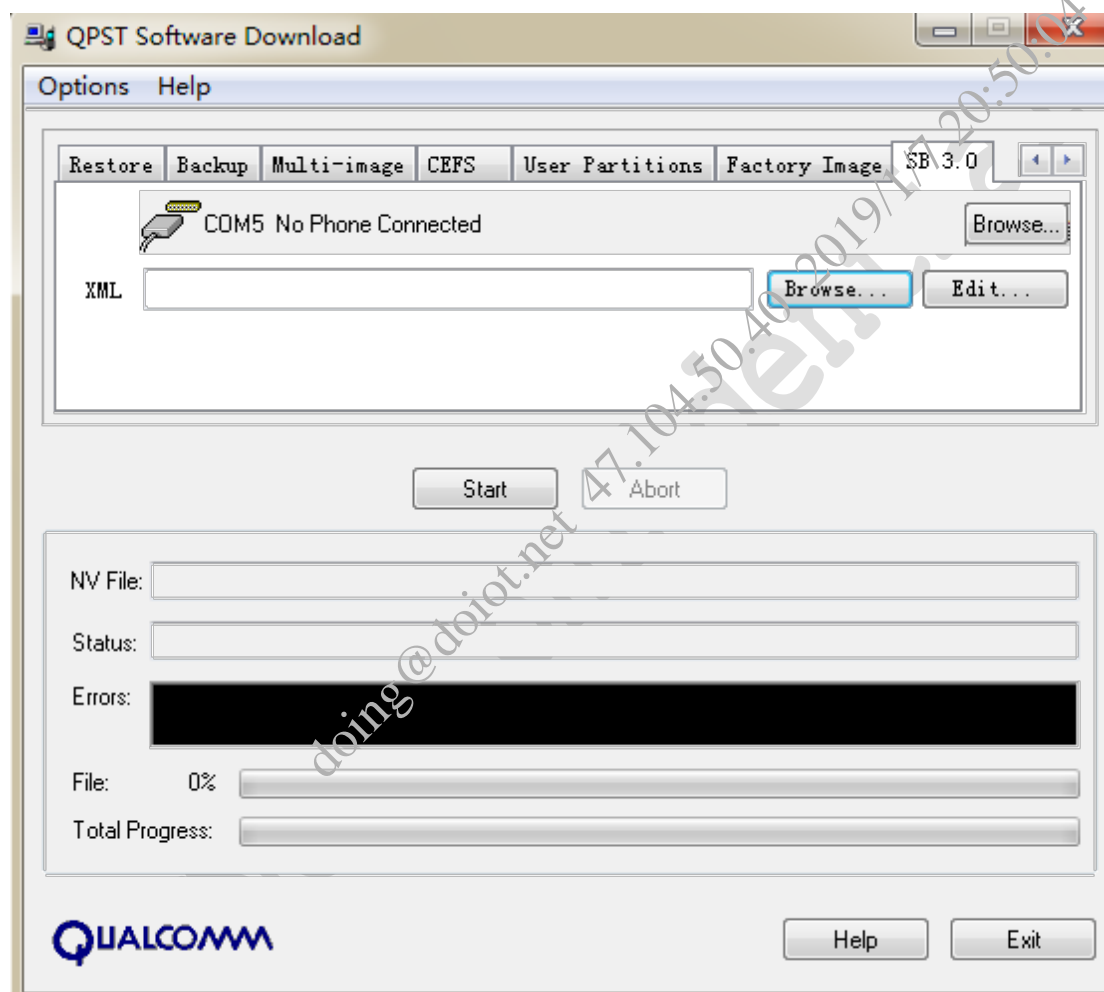 QPST Software Download
Options Help
Restore Backup Multi-image CEFS User Partitions Factory Image SB 3.0
COM5 No Phone Connected Browse...
XML Browse... Edit...
Start Abort
NV File:
Status:
Errors:
File: 0%
Total Progress:
QUALCOMM
Help Exit
doing@doiot.net 47.104.50.40 2019/1/7 20:50:04